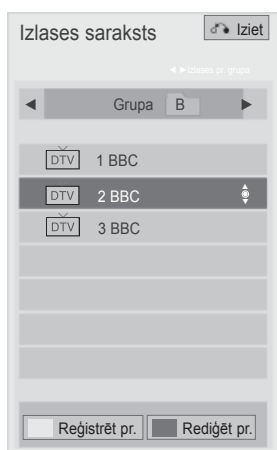 Izlases saraksts
Iziet
◄ ►Izlases pr. grupa
◄ Grupa B ►
DTV 1 BBC
DTV 2 BBC
DTV 3 BBC
Reģistrēt pr. Rediģēt pr.